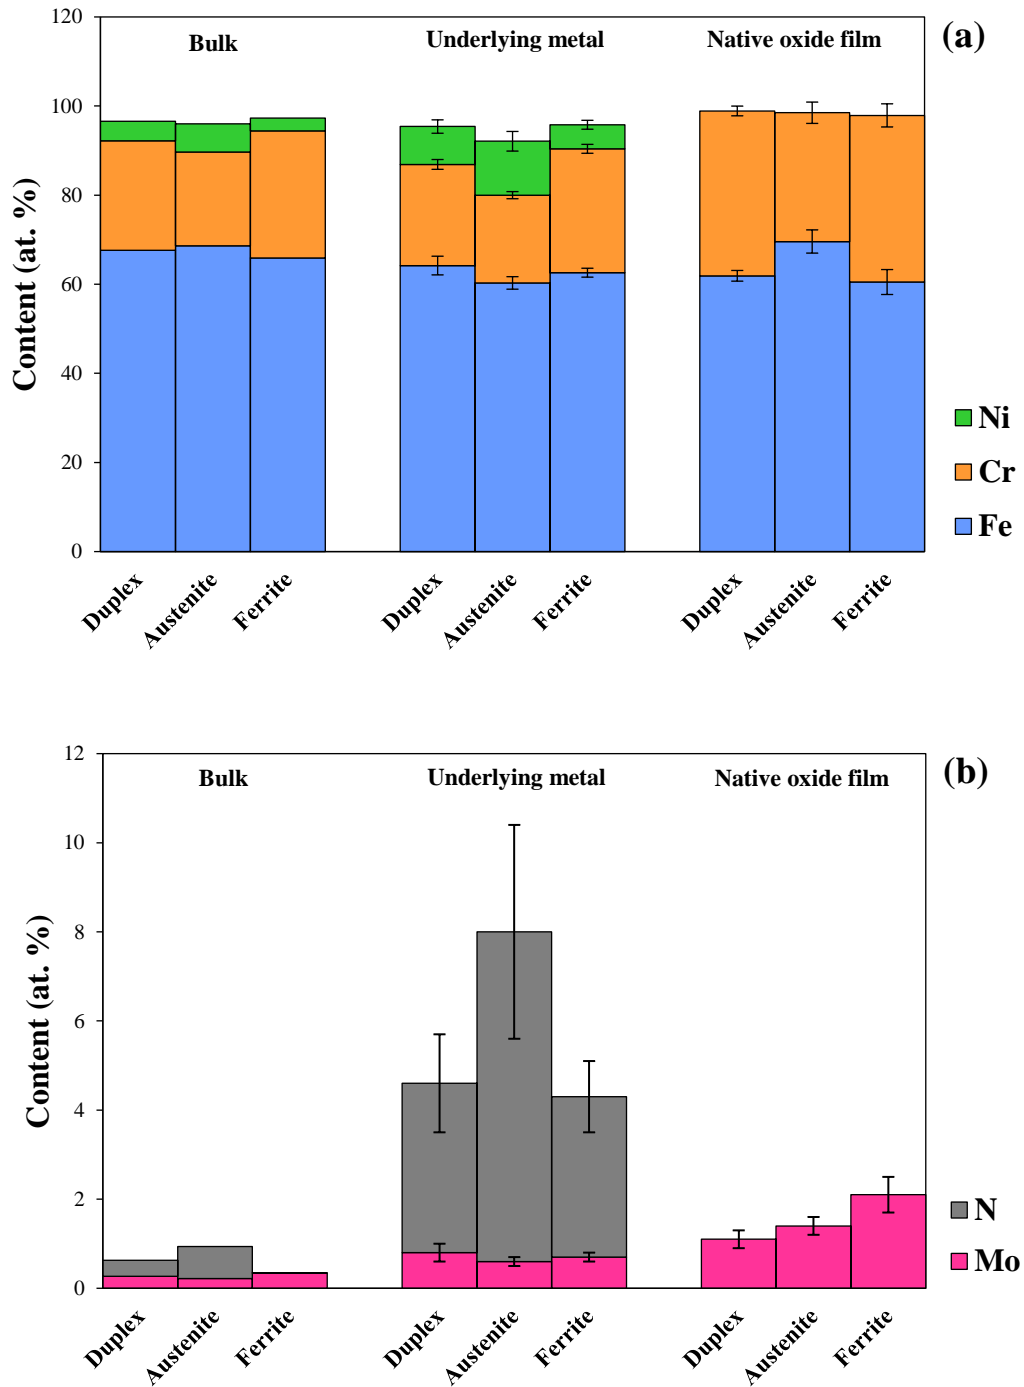 120
100
80
60
40
20
0
Content (at. %)
Bulk
Underlying metal
Native oxide film
(a)
Ni
Cr
Fe
Duplex
Austenite
Ferrite
Duplex
Austenite
Ferrite
Duplex
Austenite
Ferrite
12
10
8
6
4
2
0
Content (at. %)
Bulk
Underlying metal
Native oxide film
(b)
N
Mo
Duplex
Austenite
Ferrite
Duplex
Austenite
Ferrite
Duplex
Austenite
Ferrite